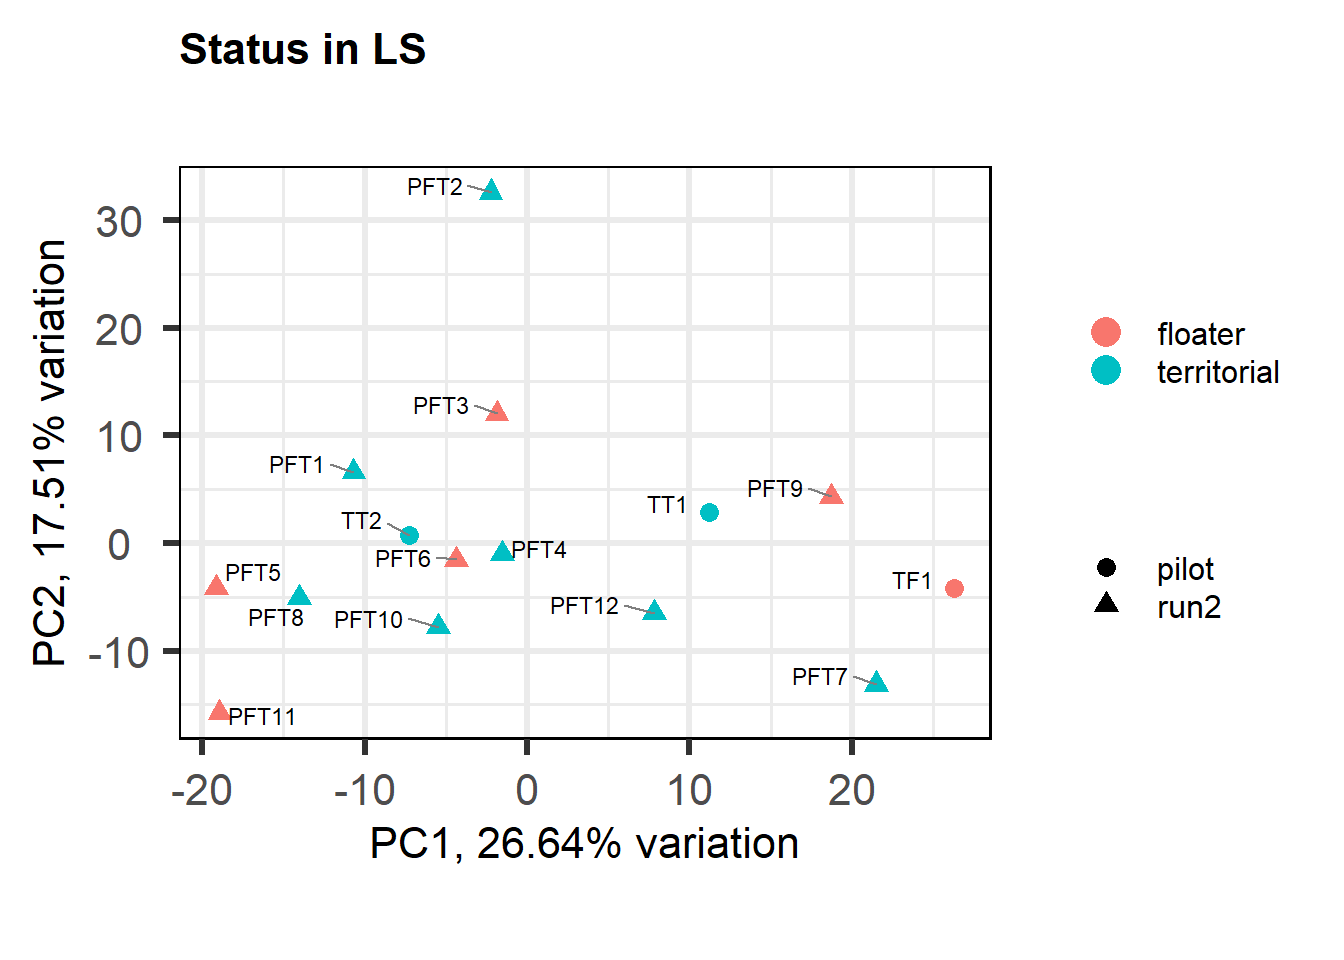 Status in LS
PFT2
30
20
PFT3
10
PFT1
PFT9
TT1
TT2
0
PFT4
PFT6
PFT5
TF1
PFT12
PFT8
PFT10
-10
PFT7
PFT11
-20
-10
0
10
20
PC1, 26.64% variation
PC2, 17.51% variation
floater
territorial
pilot
run2